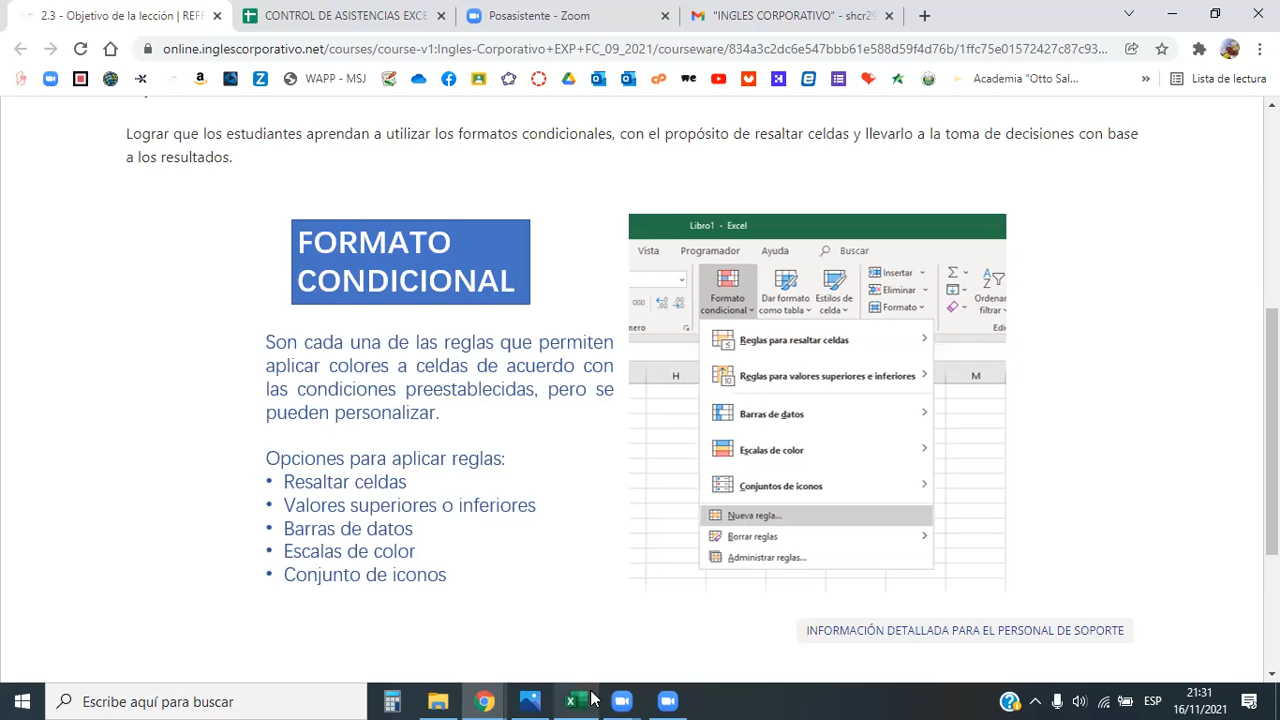 2.3 - Objetivo de la lección | REFE
CONTROL DE ASISTENCIAS EXCE
Posasistente - Zoom
"INGLES CORPORATIVO" - shcr29
online.inglescorporativo.net/courses/course-v1:Ingles-Corporativo+EXP+FC_09_2021/courseware/834a3c2dc6e547bbb61e588d59f4d76b/1ffc75e01572427c87c93...
WAPP - MSJ
Academia "Otto Sal...
Lista de lectura
Lograr que los estudiantes aprendan a utilizar los formatos condicionales, con el propósito de resaltar celdas y llevarlo a la toma de decisiones con base
a los resultados.
FORMATO
CONDICIONAL
Son cada una de las reglas que permiten
aplicar colores a celdas de acuerdo con
las condiciones preestablecidas, pero se
pueden personalizar.
Opciones para aplicar reglas:
• Resaltar celdas
• Valores superiores o inferiores
• Barras de datos
• Escalas de color
• Conjunto de iconos
Libro1 - Excel
Vista Programador Ayuda Buscar
Formato condicional
Dar formato como tabla
Estilos de celda
Insertar
Eliminar
Formato
Ordenar
filtrar
H M
Reglas para resaltar celdas
Reglas para valores superiores e inferiores
Barras de datos
Escalas de color
Conjuntos de iconos
Nueva regla...
Borrar reglas
Administrar reglas...
INFORMACIÓN DETALLADA PARA EL PERSONAL DE SOPORTE
Escribe aquí para buscar
ESP
21:31
16/11/2021